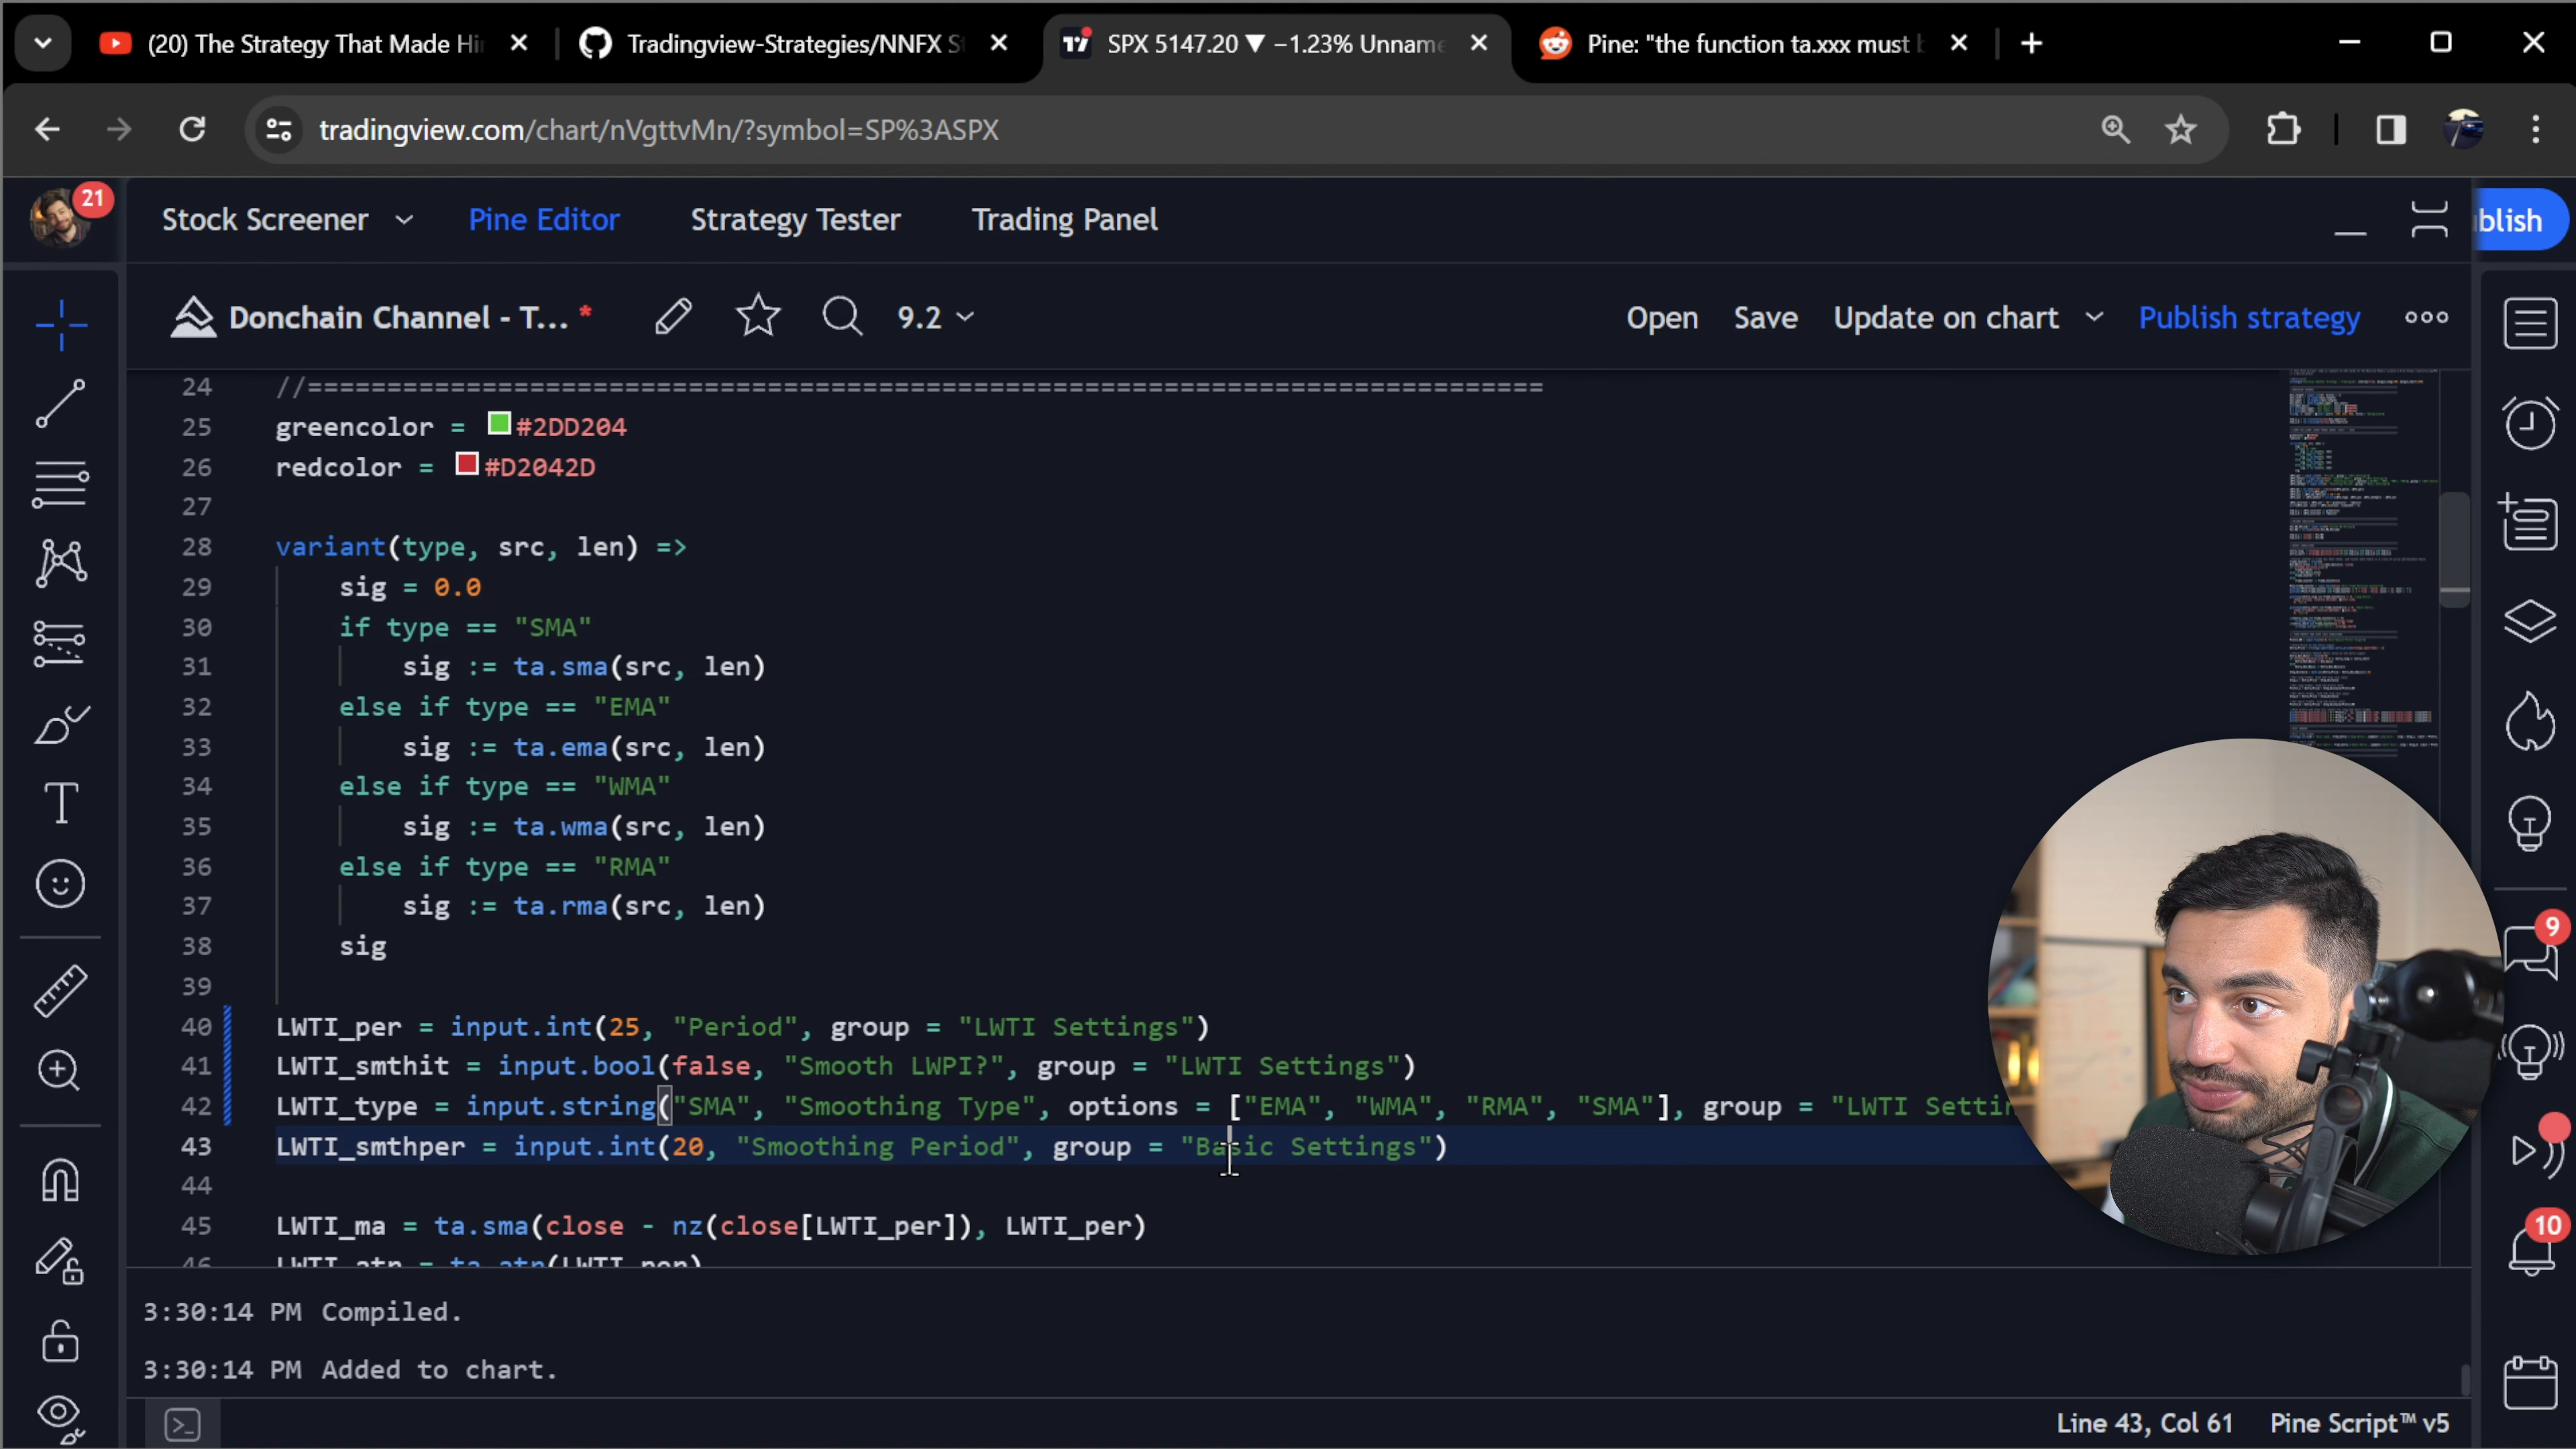 (20) The Strategy That Made Hi
Tradingview-Strategies/NNFX S
SPX 5147.20 ▼ −1.23% Unname
Pine: "the function ta.xxx must b
tradingview.com/chart/nVgttvMn/?symbol=SP%3ASPX
21
Stock Screener
Pine Editor
Strategy Tester
Trading Panel
blish
Donchain Channel - T... *
9.2
Open
Save
Update on chart
Publish strategy
24 //==============================================================================
25 greencolor = #2DD204
26 redcolor = #D2042D
27
28 variant(type, src, len) =>
29 sig = 0.0
30 if type == "SMA"
31 sig := ta.sma(src, len)
32 else if type == "EMA"
33 sig := ta.ema(src, len)
34 else if type == "WMA"
35 sig := ta.wma(src, len)
36 else if type == "RMA"
37 sig := ta.rma(src, len)
38 sig
39
40 LWTI_per = input.int(25, "Period", group = "LWTI Settings")
41 LWTI_smthit = input.bool(false, "Smooth LWPI?", group = "LWTI Settings")
42 LWTI_type = input.string("SMA", "Smoothing Type", options = ["EMA", "WMA", "RMA", "SMA"], group = "LWTI Settin
43 LWTI_smthper = input.int(20, "Smoothing Period", group = "Basic Settings")
44
45 LWTI_ma = ta.sma(close - nz(close[LWTI_per]), LWTI_per)
46 LWTI_atr = ta.atr(LWTI_per)
9
10
3:30:14 PM Compiled.
3:30:14 PM Added to chart.
Line 43, Col 61
Pine Script™ v5